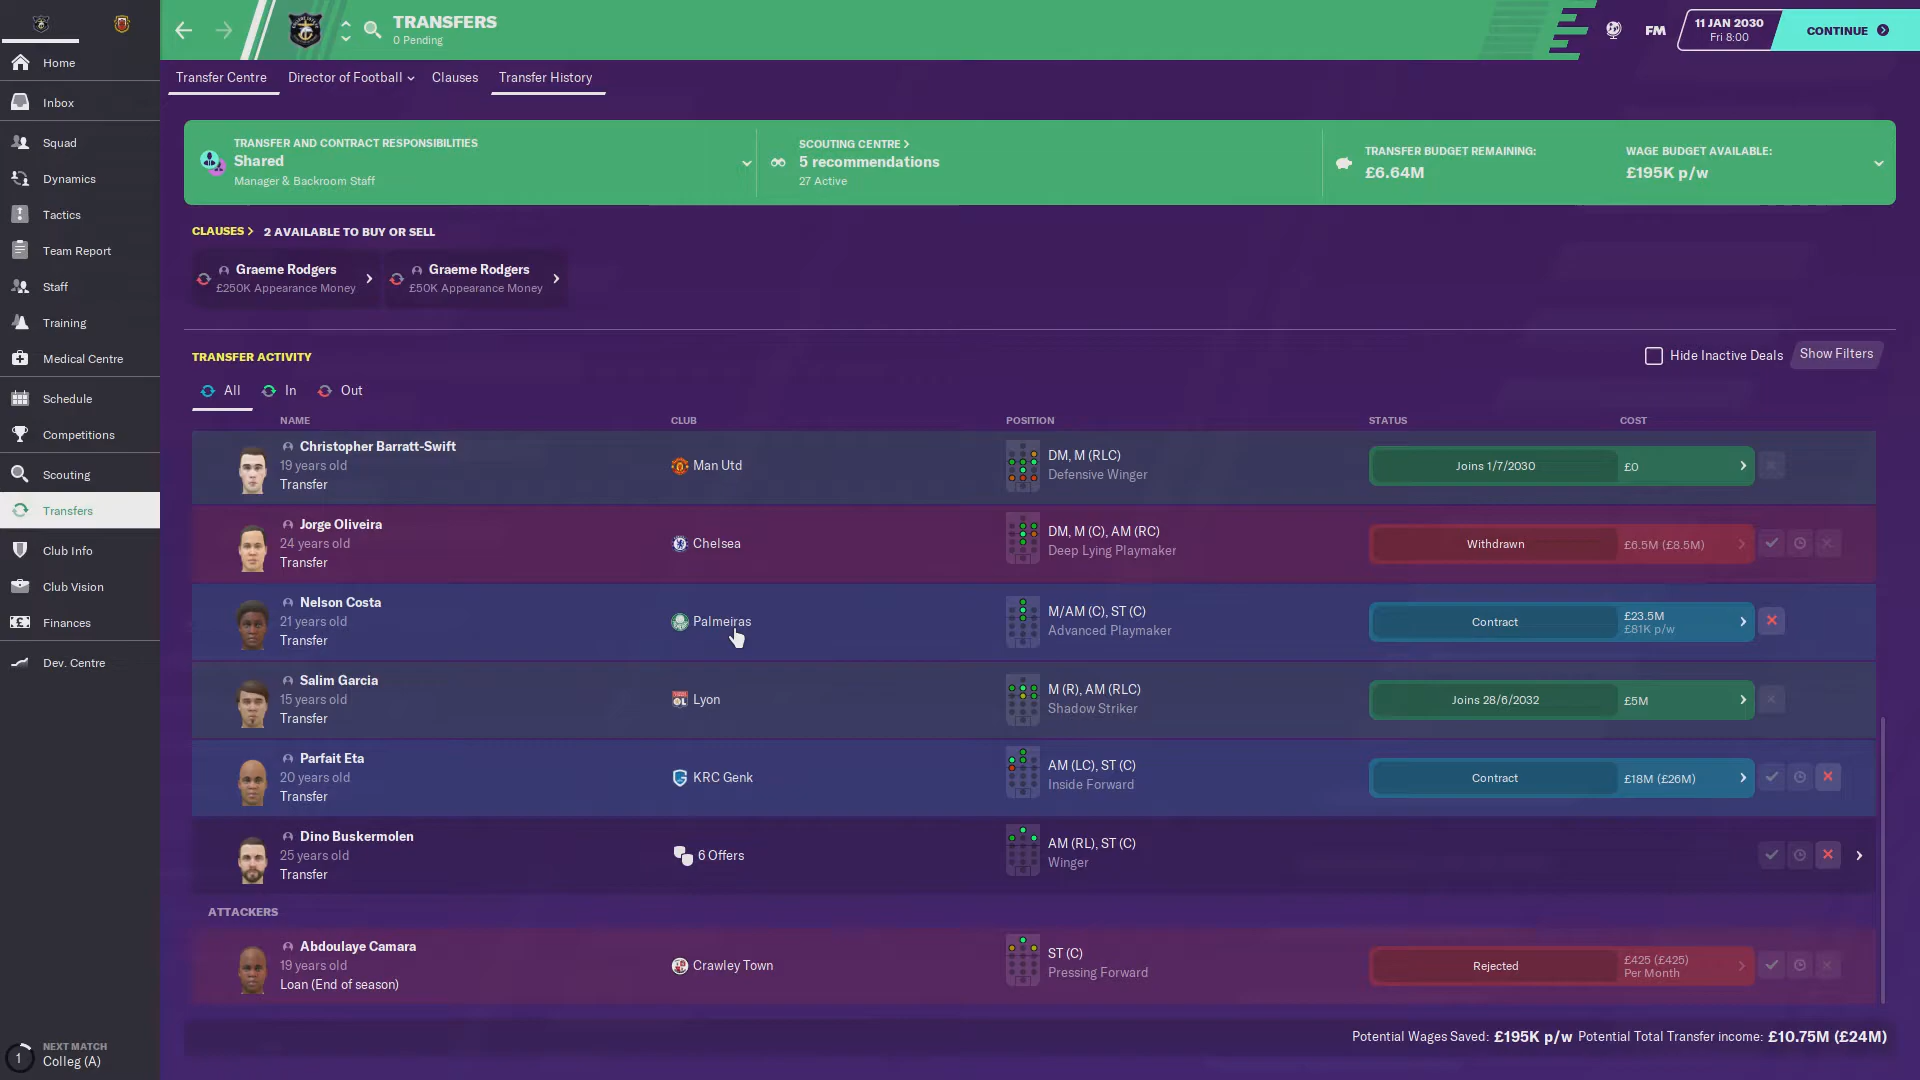 TRANSFERS
0 Pending
FM
11 JAN 2030
Fri 8:00
CONTINUE
Home
Inbox
Squad
Dynamics
Tactics
Team Report
Staff
Training
Medical Centre
Schedule
Competitions
Scouting
Transfers
Club Info
Club Vision
Finances
Dev. Centre
1
NEXT MATCH
Colleg (A)
Transfer Centre
Director of Football
Clauses
Transfer History
TRANSFER AND CONTRACT RESPONSIBILITIES
Shared
Manager & Backroom Staff
SCOUTING CENTRE >
5 recommendations
27 Active
TRANSFER BUDGET REMAINING:
£6.64M
WAGE BUDGET AVAILABLE:
£195K p/w
CLAUSES > 2 AVAILABLE TO BUY OR SELL
Graeme Rodgers
£250K Appearance Money
Graeme Rodgers
£50K Appearance Money
TRANSFER ACTIVITY
Hide Inactive Deals
Show Filters
All In Out
NAME CLUB POSITION STATUS COST
Christopher Barratt-Swift
19 years old
Transfer
Man Utd
DM, M (RLC)
Defensive Winger
Joins 1/7/2030
£0
Jorge Oliveira
24 years old
Transfer
Chelsea
DM, M (C), AM (RC)
Deep Lying Playmaker
Withdrawn
£6.5M (£8.5M)
Nelson Costa
21 years old
Transfer
Palmeiras
M/AM (C), ST (C)
Advanced Playmaker
Contract
£23.5M
£81K p/w
Salim Garcia
15 years old
Transfer
Lyon
M (R), AM (RLC)
Shadow Striker
Joins 28/6/2032
£5M
Parfait Eta
20 years old
Transfer
KRC Genk
AM (LC), ST (C)
Inside Forward
Contract
£18M (£26M)
Dino Buskermolen
25 years old
Transfer
6 Offers
AM (RL), ST (C)
Winger
ATTACKERS
Abdoulaye Camara
19 years old
Loan (End of season)
Crawley Town
ST (C)
Pressing Forward
Rejected
£425 (£425)
Per Month
Potential Wages Saved: £195K p/w Potential Total Transfer income: £10.75M (£24M)